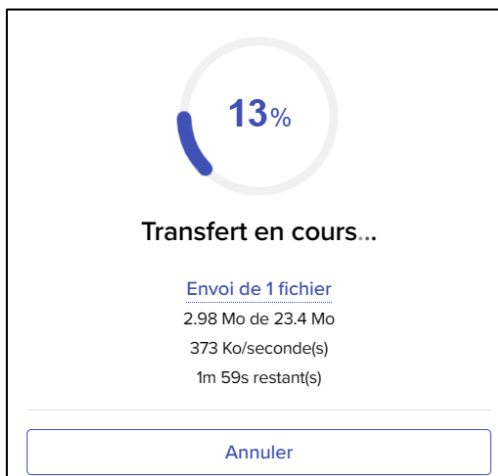 13%
Transfert en cours...
Envoi de 1 fichier
2.98 Mo de 23.4 Mo
373 Ko/seconde(s)
1m 59s restant(s)
Annuler